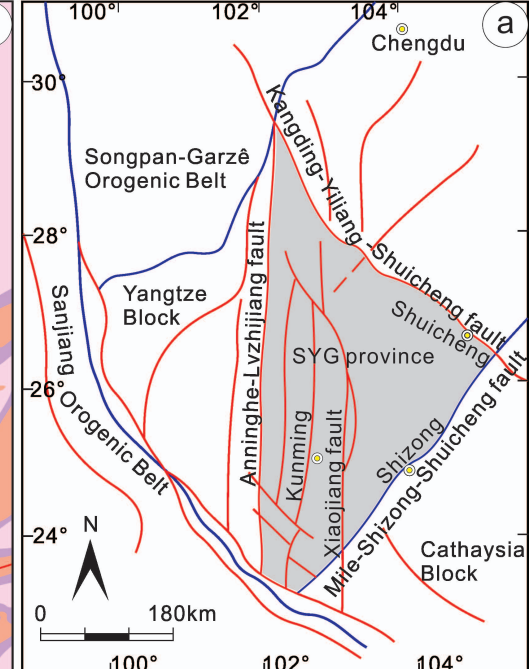 100°
102°
104°
a
Chengdu
30°
Kangding-Yiliang-Shuicheng fault
Songpan-Garzê
Orogenic Belt
28°
Anninghe-Lvzhijiang fault
Yangtze
Block
Sanjiang Orogenic Belt
Shuicheng
SYG province
26°
Kunming
Xiaojiang fault
Shizong
Mile-Shizong-Shuicheng fault
24°
N
Cathaysia
Block
0
180km
100°
102°
104°